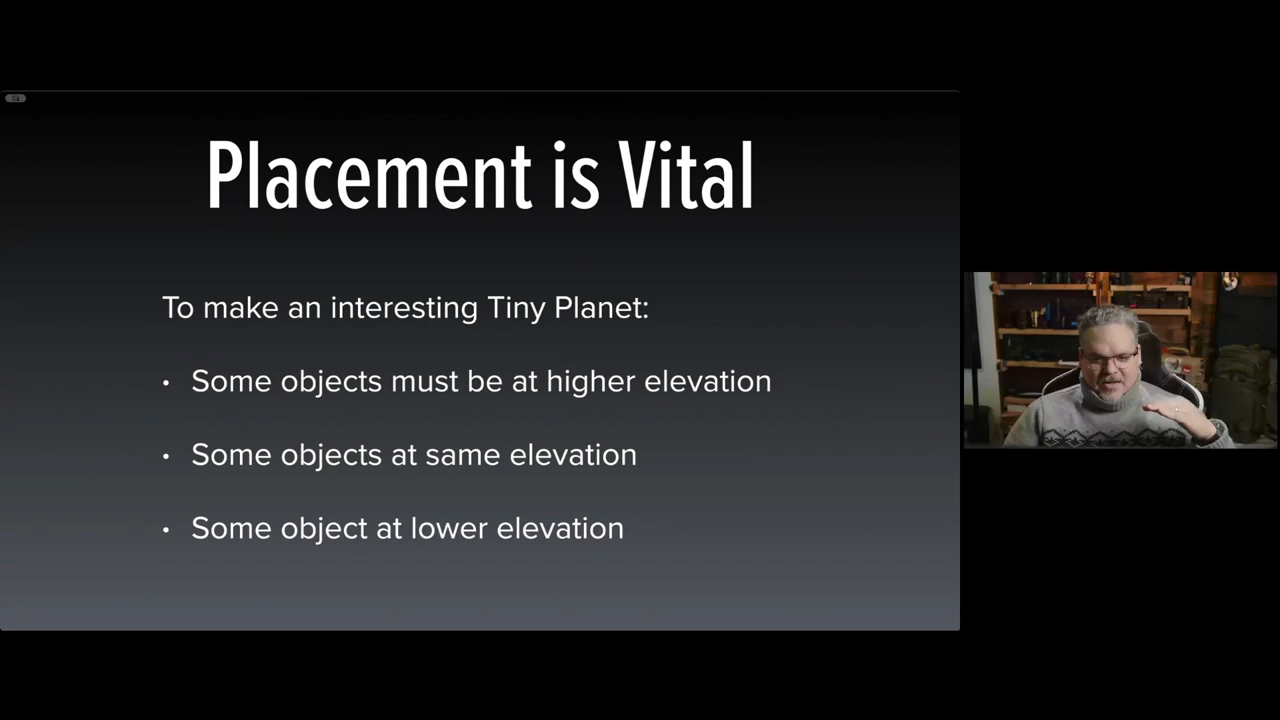 Placement is Vital
To make an interesting Tiny Planet:
• Some objects must be at higher elevation
• Some objects at same elevation
• Some object at lower elevation